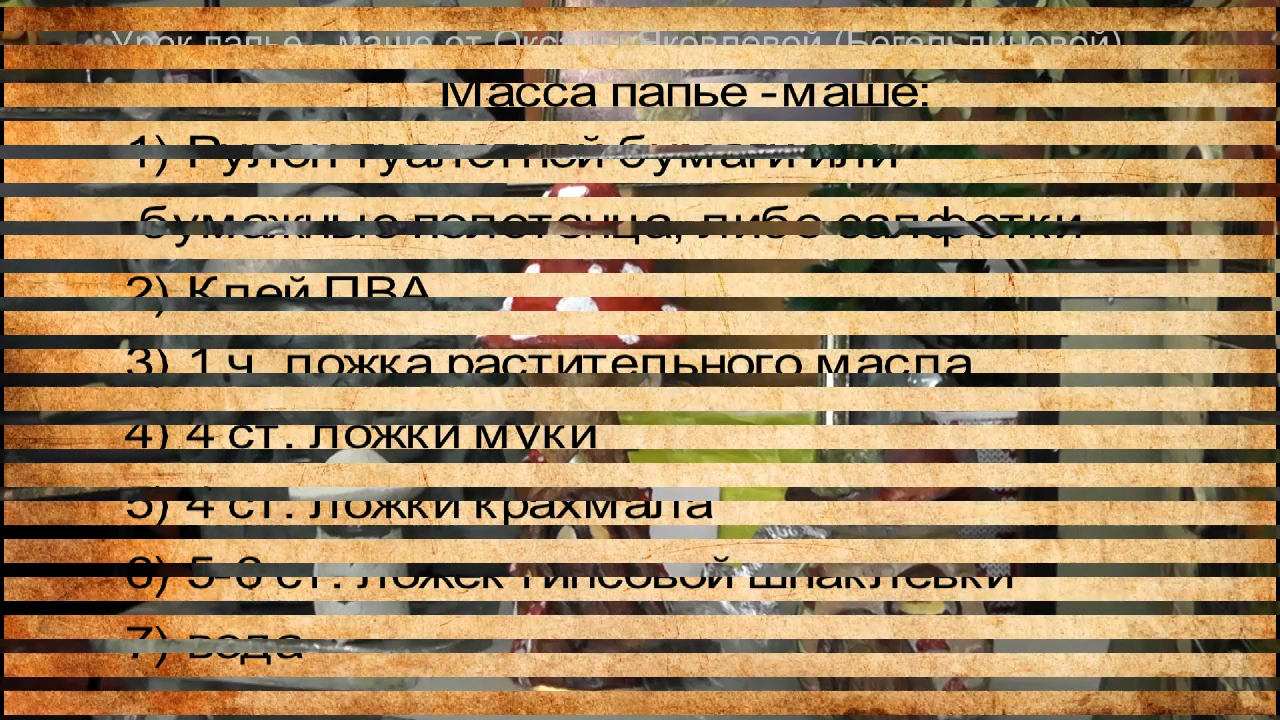 Урок папье - маше от Оксаны Яковлевой (Бегельдиновой)
Масса папье -маше:
1) Рулон туалетной бумаги или
бумажные полотенца, либо салфетки
2) Клей ПВА
3) 1 ч. ложка растительного масла
4) 4 ст. ложки муки
5) 4 ст. ложки крахмала
6) 5-6 ст. ложек гипсовой шпаклевки
7) вода